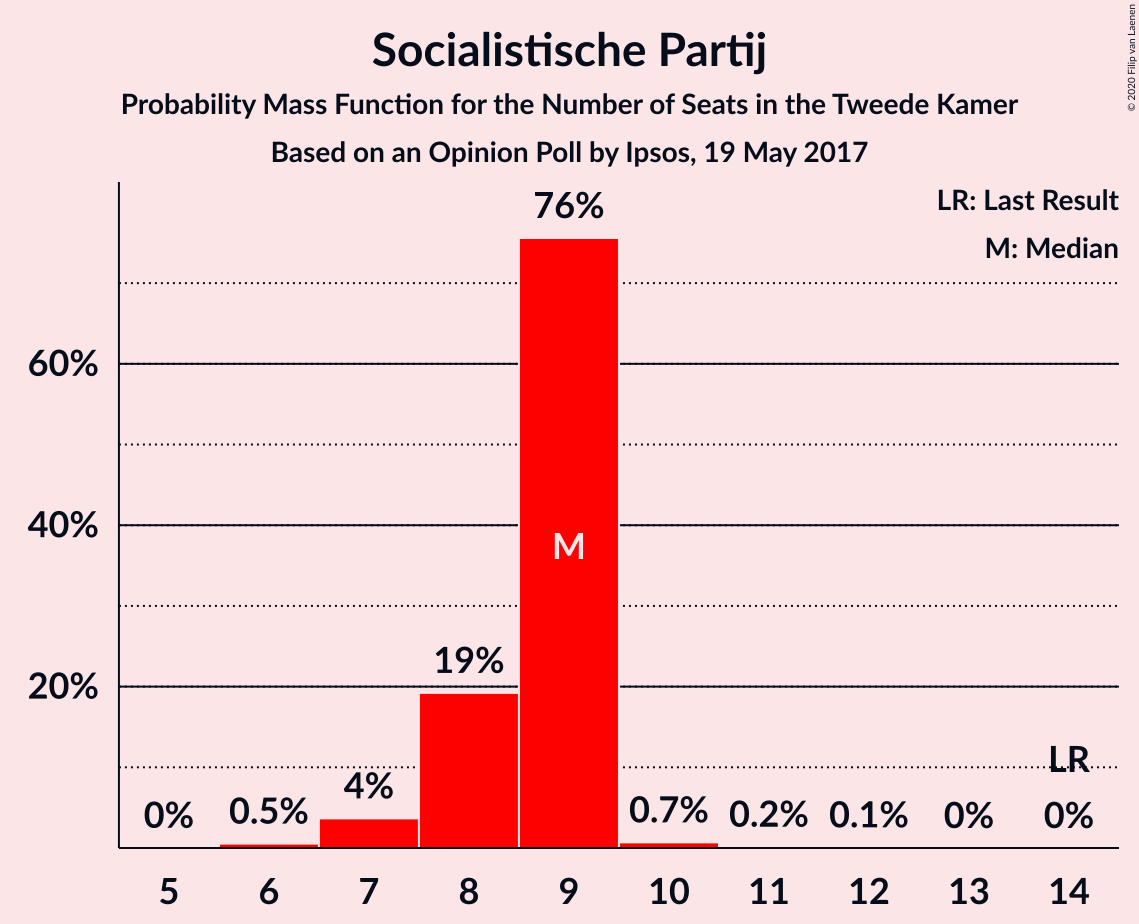 Socialistische Partij
Probability Mass Function for the Number of Seats in the Tweede Kamer
Based on an Opinion Poll by Ipsos, 19 May 2017
© 2020 Filip van Laenen
LR: Last Result
M: Median
60%
40%
20%
0%
0.5%
4%
19%
76%
M
0.7%
0.2%
0.1%
0%
LR
0%
5 6 7 8 9 10 11 12 13 14